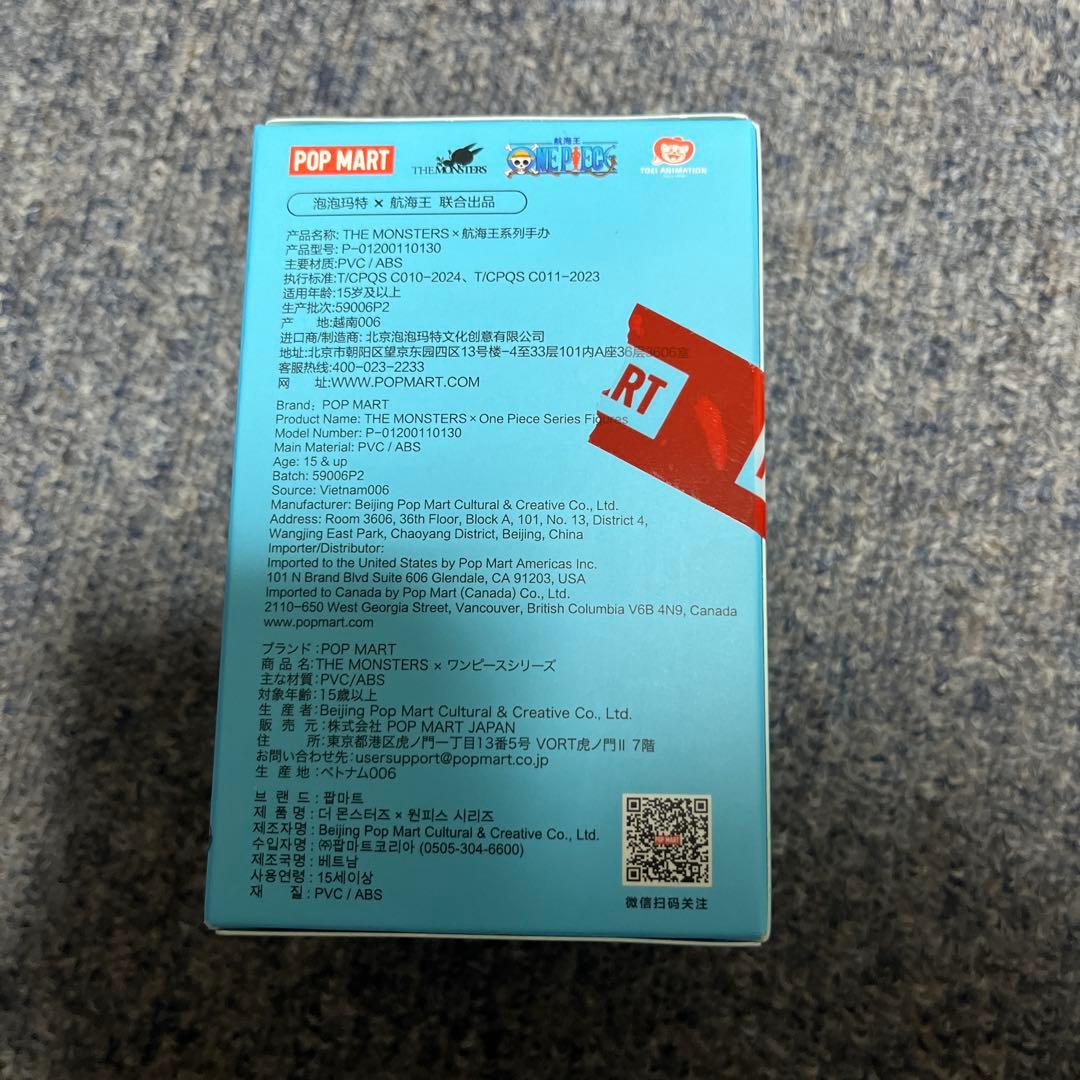 POP MART
THE MONSTERS
航海王
ONE PIECE
TOEI ANIMATION
泡泡玛特 × 航海王 联合出品
产品名称: THE MONSTERS × 航海王系列手办
产品型号: P-01200110130
主要材质:PVC / ABS
执行标准:T/CPQS C010-2024、T/CPQS C011-2023
适用年龄:15岁及以上
生产批次:59006P2
产 地:越南006
进口商/制造商: 北京泡泡玛特文化创意有限公司
地址:北京市朝阳区望京东园四区13号楼-4至33层101内A座36层3606室
客服热线:400-023-2233
网 址:WWW.POPMART.COM
Brand: POP MART
Product Name: THE MONSTERS × One Piece Series Figures
Model Number: P-01200110130
Main Material: PVC / ABS
Age: 15 & up
Batch: 59006P2
Source: Vietnam006
Manufacturer: Beijing Pop Mart Cultural & Creative Co., Ltd.
Address: Room 3606, 36th Floor, Block A, 101, No. 13, District 4,
Wangjing East Park, Chaoyang District, Beijing, China
Importer/Distributor:
Imported to the United States by Pop Mart Americas Inc.
101 N Brand Blvd Suite 606 Glendale, CA 91203, USA
Imported to Canada by Pop Mart (Canada) Co., Ltd.
2110-650 West Georgia Street, Vancouver, British Columbia V6B 4N9, Canada
www.popmart.com
ブランド:POP MART
商 品 名:THE MONSTERS × ワンピースシリーズ
主な材質:PVC/ABS
対象年齢:15歳以上
生 産 者:Beijing Pop Mart Cultural & Creative Co., Ltd.
販 売 元:株式会社 POP MART JAPAN
住 所:東京都港区虎ノ門一丁目13番5号 VORT虎ノ門II 7階
お問い合わせ先:usersupport@popmart.co.jp
生 産 地:ベトナム006
브 랜 드 : 팝마트
제 품 명 : 더 몬스터즈 × 원피스 시리즈
제조자명 : Beijing Pop Mart Cultural & Creative Co., Ltd.
수입자명 : ㈜팝마트코리아 (0505-304-6600)
제조국명 : 베트남
사용연령 : 15세이상
재 질 : PVC / ABS
MART
POP MART
微信扫码关注